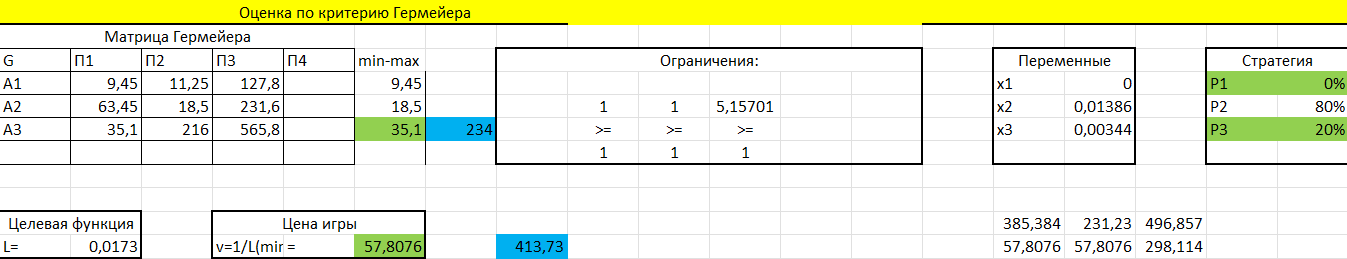 Оценка по критерию Гермейера
Матрица Гермейера
G П1 П2 П3 П4 min-max Ограничения: Переменные Стратегия
A1 9,45 11,25 127,8 9,45 x1 0 P1 0%
A2 63,45 18,5 231,6 18,5 1 1 5,15701 x2 0,01386 P2 80%
A3 35,1 216 565,8 35,1 234 >= >= >= x3 0,00344 P3 20%
1 1 1
Целевая функция Цена игры 385,384 231,23 496,857
L= 0,0173 v=1/L(min = 57,8076 413,73 57,8076 57,8076 298,114